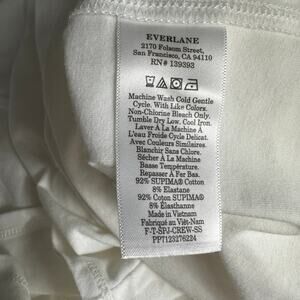 EVERLANE
2170 Folsom Street,
San Francisco, CA 94110
RN# 139393
Machine Wash Cold Gentle
Cycle. With Like Colors.
Non-Chlorine Bleach Only.
Tumble Dry Low. Cool Iron.
Laver À La Machine À
L'eau Froide Cycle Délicat.
Avec Couleurs Similaires.
Blanchir Sans Chlore.
Sécher À La Machine
Basse Température.
Repasser À Fer Bas.
92% SUPIMA® Cotton
8% Elastane
92% Coton SUPIMA®
8% Élasthanne
Made in Vietnam
Fabriqué au Viêt-Nam
F-T-SPJ-CREW-SS
PPT123276224